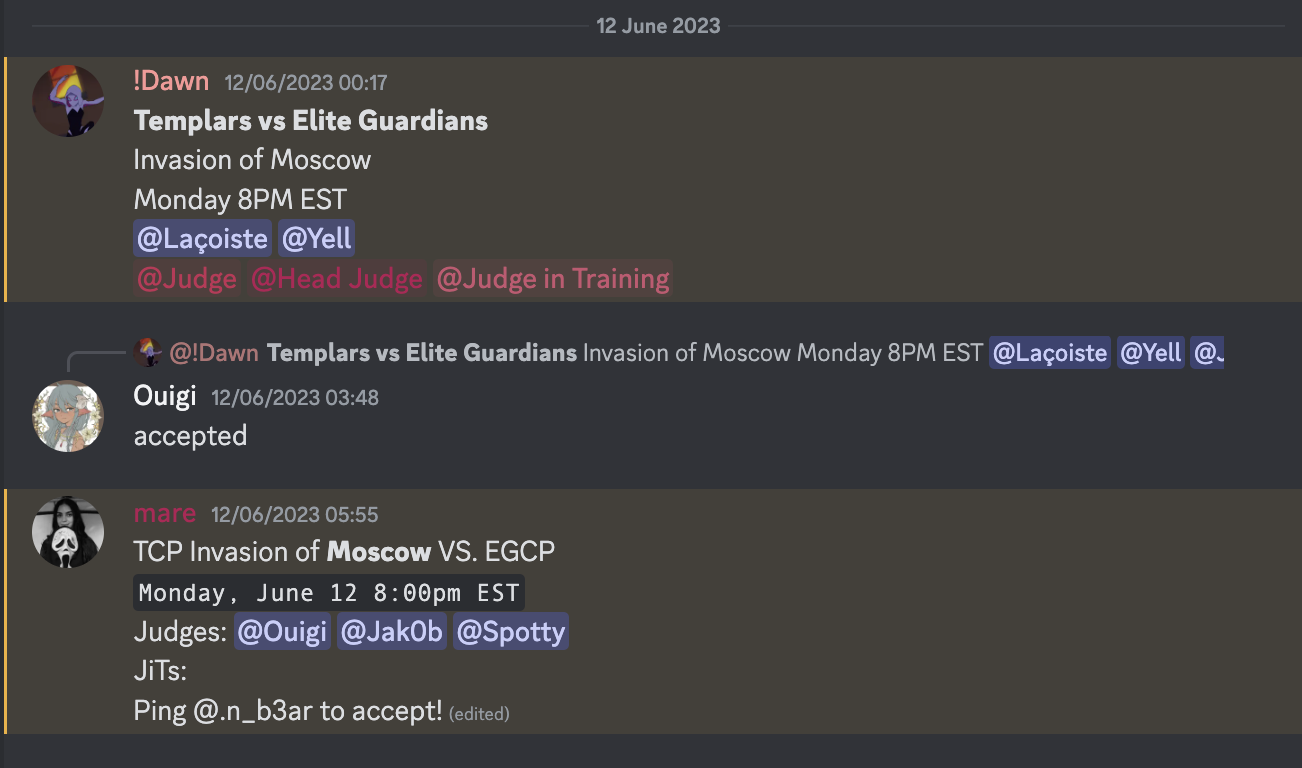 12 June 2023
!Dawn 12/06/2023 00:17
Templars vs Elite Guardians
Invasion of Moscow
Monday 8PM EST
@Laçoiste @Yell
@Judge @Head Judge @Judge in Training
@!Dawn Templars vs Elite Guardians Invasion of Moscow Monday 8PM EST @Laçoiste @Yell @J
Ouigi 12/06/2023 03:48
accepted
mare 12/06/2023 05:55
TCP Invasion of Moscow VS. EGCP
Monday, June 12 8:00pm EST
Judges: @Ouigi @Jak0b @Spotty
JiTs:
Ping @.n_b3ar to accept! (edited)